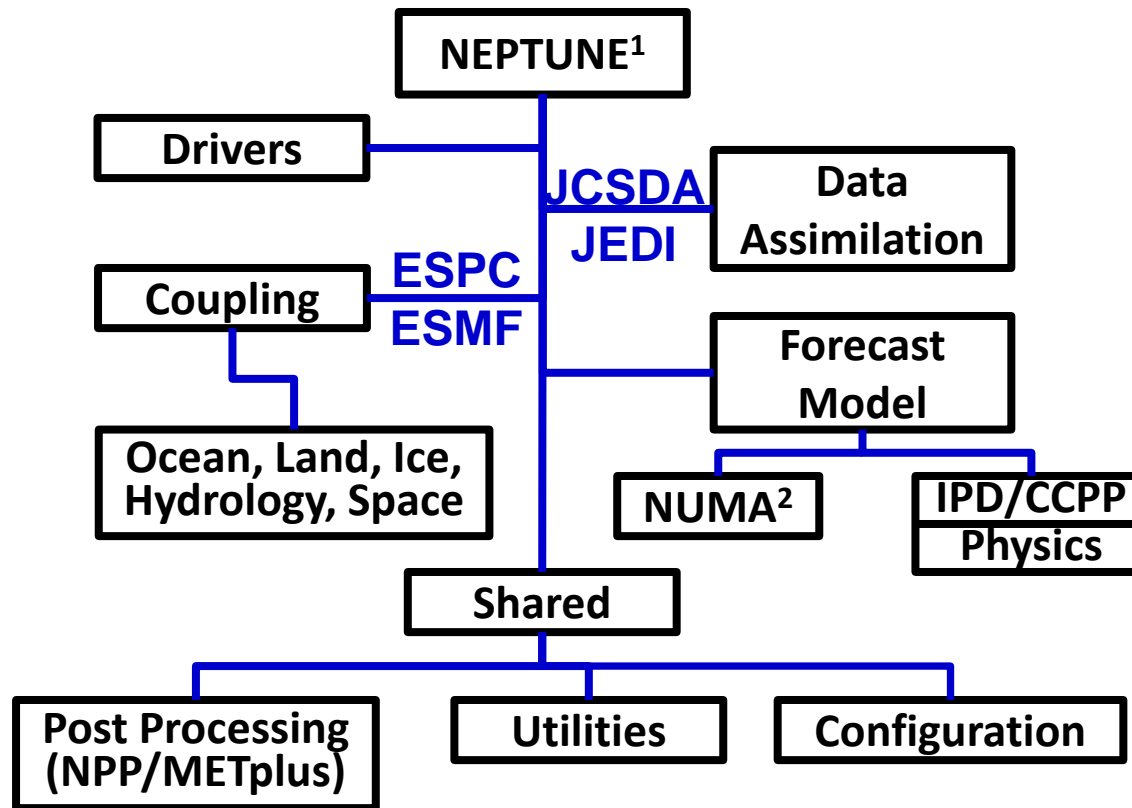 NEPTUNE¹
Drivers
JCSDA
JEDI
Data
Assimilation
ESPC
ESMF
Coupling
Forecast
Model
Ocean, Land, Ice,
Hydrology, Space
NUMA²
IPD/CCPP
Physics
Shared
Post Processing
(NPP/METplus)
Utilities
Configuration